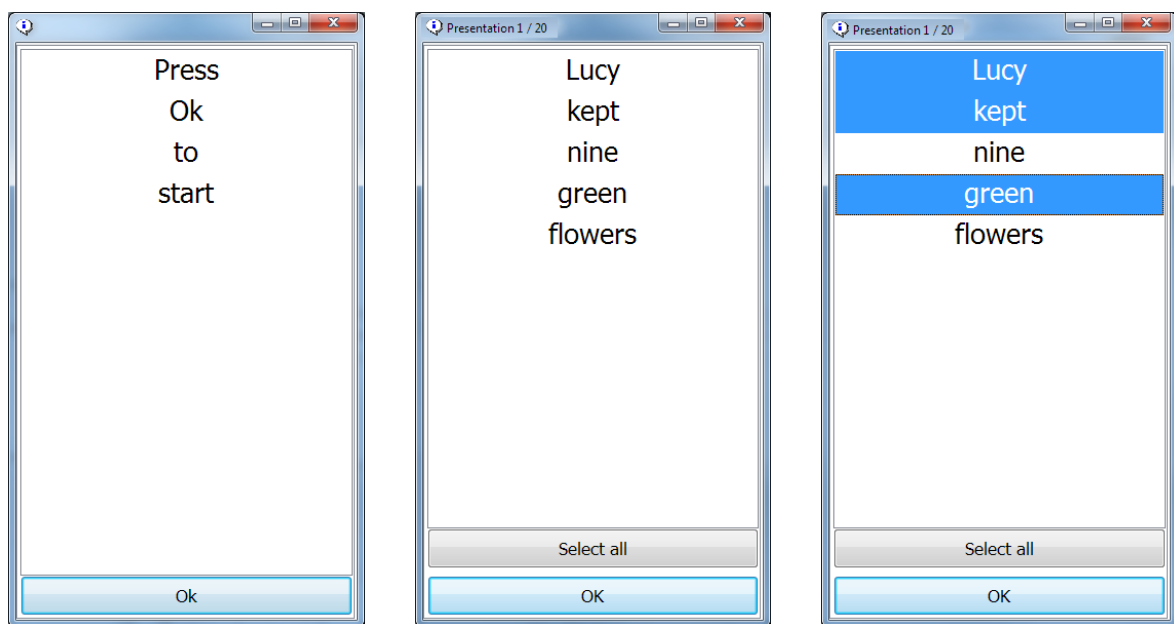 Press
Ok
to
start
Ok
Presentation 1 / 20
Lucy
kept
nine
green
flowers
Select all
OK
Presentation 1 / 20
Lucy
kept
nine
green
flowers
Select all
OK